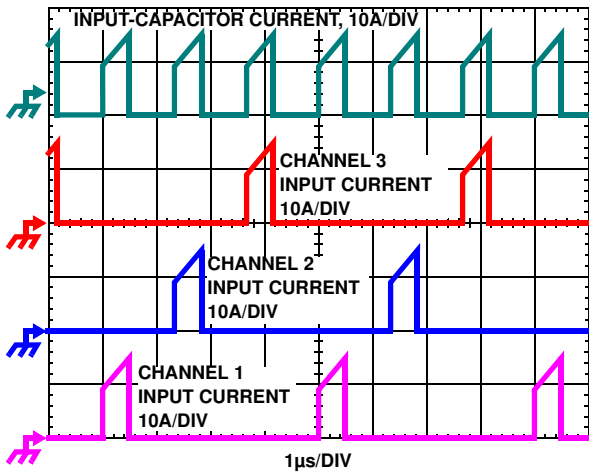 INPUT-CAPACITOR CURRENT, 10A/DIV
CHANNEL 3
INPUT CURRENT
10A/DIV
CHANNEL 2
INPUT CURRENT
10A/DIV
CHANNEL 1
INPUT CURRENT
10A/DIV
1µs/DIV